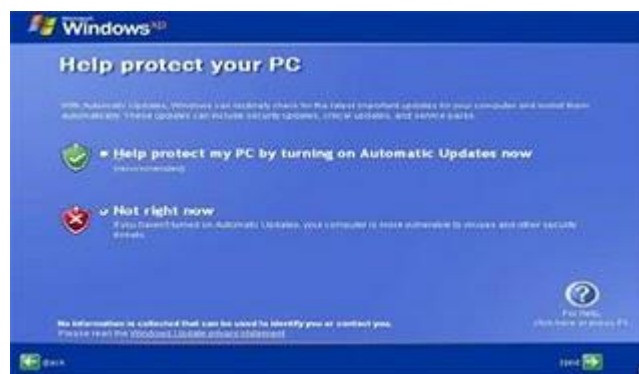 Microsoft
Windows xp
Help protect your PC
With Automatic Updates, Windows can routinely check for the latest important updates for your computer and install them
automatically. These updates can include security updates, critical updates, and service packs.
Help protect my PC by turning on Automatic Updates now
(recommended)
Not right now
If you haven't turned on Automatic Updates, your computer is more vulnerable to viruses and other security
threats.
For help,
click here or press F1
No information is collected that can be used to identify you or contact you.
Please read the Windows Update privacy statement
Back
Next